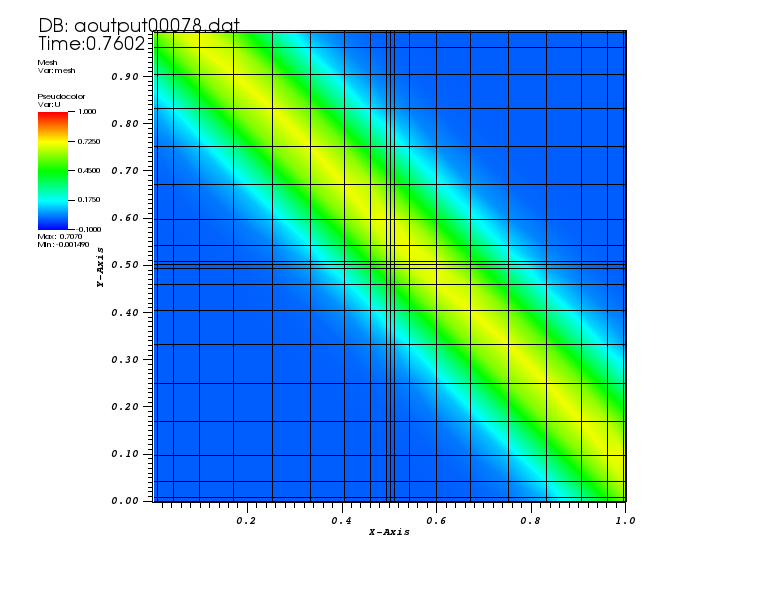 DB: aoutput00078.dat
Time:0.7602
Mesh
Var: mesh
Pseudocolor
Var: U
1.000
0.7250
0.4500
0.1750
-0.1000
Max: 0.7070
Min: -0.001490
Y-Axis
0.90
0.80
0.70
0.60
0.50
0.40
0.30
0.20
0.10
0.00
0.2 0.4 0.6 0.8 1.0
X-Axis